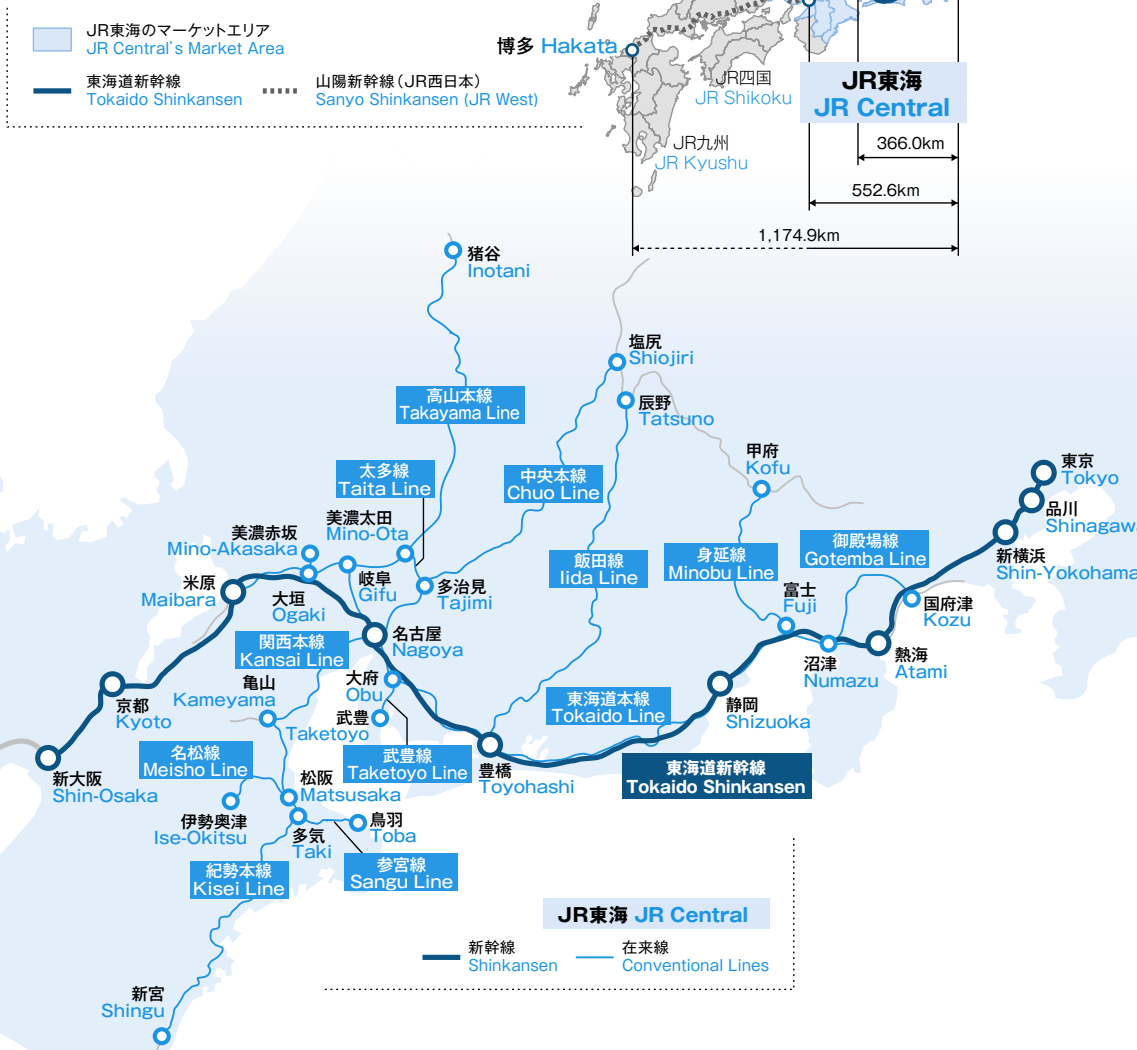 JR東海のマーケットエリア
JR Central's Market Area
東海道新幹線
Tokaido Shinkansen
山陽新幹線（JR西日本）
Sanyo Shinkansen (JR West)
博多 Hakata
JR四国
JR Shikoku
JR九州
JR Kyushu
JR東海
JR Central
366.0km
552.6km
1,174.9km
猪谷
Inotani
塩尻
Shiojiri
高山本線
Takayama Line
辰野
Tatsuno
甲府
Kofu
東京
Tokyo
太多線
Taita Line
中央本線
Chuo Line
品川
Shinagawa
美濃赤坂
Mino-Akasaka
美濃太田
Mino-Ota
飯田線
Iida Line
身延線
Minobu Line
御殿場線
Gotemba Line
新横浜
Shin-Yokohama
米原
Maibara
大垣
Ogaki
岐阜
Gifu
多治見
Tajimi
富士
Fuji
国府津
Kozu
関西本線
Kansai Line
名古屋
Nagoya
沼津
Numazu
熱海
Atami
亀山
Kameyama
大府
Obu
京都
Kyoto
武豊
Taketoyo
東海道本線
Tokaido Line
静岡
Shizuoka
名松線
Meisho Line
武豊線
Taketoyo Line
豊橋
Toyohashi
東海道新幹線
Tokaido Shinkansen
新大阪
Shin-Osaka
松阪
Matsusaka
伊勢奥津
Ise-Okitsu
多気
Taki
鳥羽
Toba
紀勢本線
Kisei Line
参宮線
Sangu Line
JR東海 JR Central
新幹線
Shinkansen
在来線
Conventional Lines
新宮
Shingu